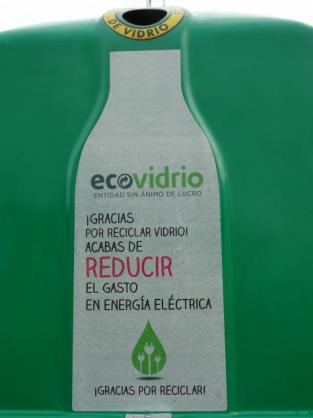 DE VIDRIO
ecovidrio
ENTIDAD SIN ÁNIMO DE LUCRO
¡GRACIAS
POR RECICLAR VIDRIO!
ACABAS DE
REDUCIR
EL GASTO
EN ENERGÍA ELÉCTRICA
¡GRACIAS POR RECICLAR!